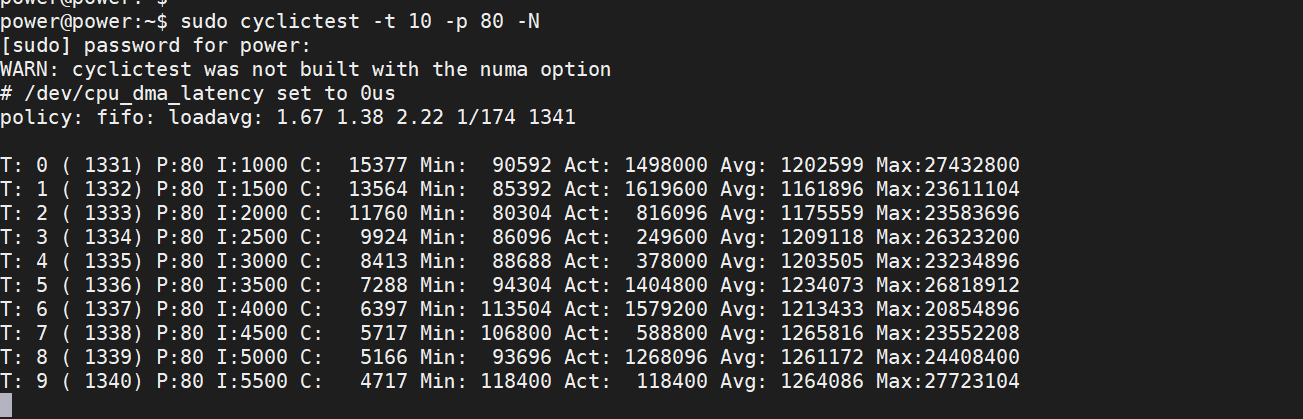 power@power:~$
power@power:~$ sudo cyclictest -t 10 -p 80 -N
[sudo] password for power:
WARN: cyclictest was not built with the numa option
# /dev/cpu_dma_latency set to 0us
policy: fifo: loadavg: 1.67 1.38 2.22 1/174 1341
T: 0 ( 1331) P:80 I:1000 C:  15377 Min:  90592 Act: 1498000 Avg: 1202599 Max:27432800
T: 1 ( 1332) P:80 I:1500 C:  13564 Min:  85392 Act: 1619600 Avg: 1161896 Max:23611104
T: 2 ( 1333) P:80 I:2000 C:  11760 Min:  80304 Act:  816096 Avg: 1175559 Max:23583696
T: 3 ( 1334) P:80 I:2500 C:   9924 Min:  86096 Act:  249600 Avg: 1209118 Max:26323200
T: 4 ( 1335) P:80 I:3000 C:   8413 Min:  88688 Act:  378000 Avg: 1203505 Max:23234896
T: 5 ( 1336) P:80 I:3500 C:   7288 Min:  94304 Act: 1404800 Avg: 1234073 Max:26818912
T: 6 ( 1337) P:80 I:4000 C:   6397 Min: 113504 Act: 1579200 Avg: 1213433 Max:20854896
T: 7 ( 1338) P:80 I:4500 C:   5717 Min: 106800 Act:  588800 Avg: 1265816 Max:23552208
T: 8 ( 1339) P:80 I:5000 C:   5166 Min:  93696 Act: 1268096 Avg: 1261172 Max:24408400
T: 9 ( 1340) P:80 I:5500 C:   4717 Min: 118400 Act:  118400 Avg: 1264086 Max:27723104